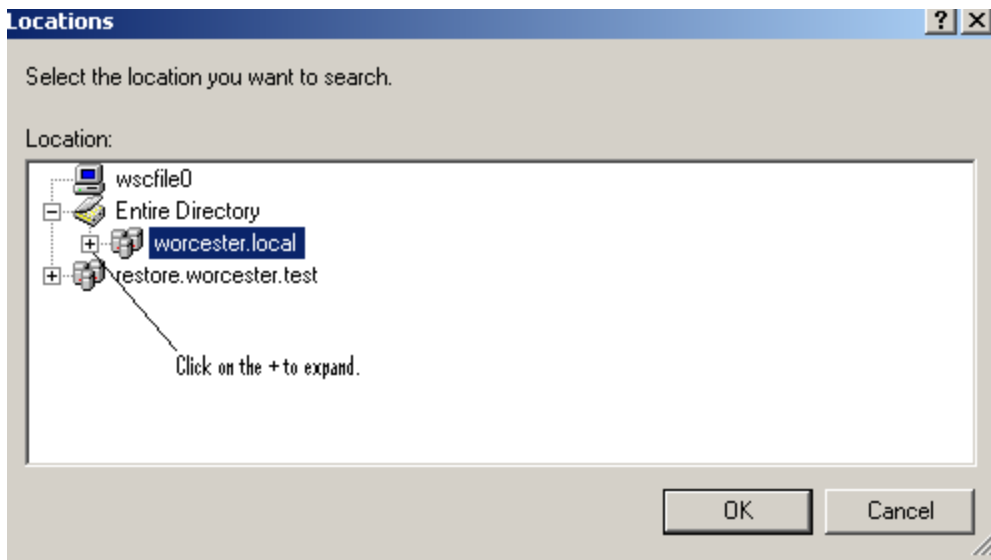 Locations
Select the location you want to search.
Location:
wscfile0
Entire Directory
worcester.local
restore.worcester.test
Click on the + to expand.
OK
Cancel